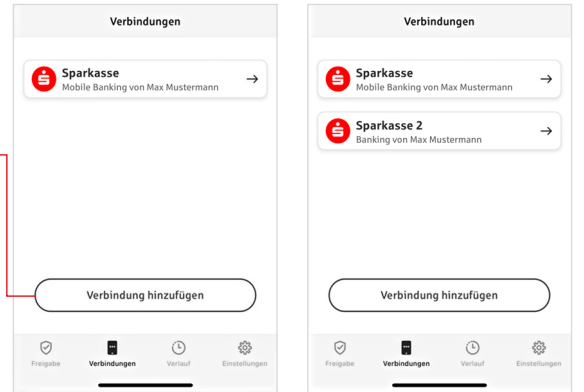 Verbindungen
Sparkasse
Mobile Banking von Max Mustermann
Verbindung hinzufügen
Freigabe Verbindungen Verlauf Einstellungen
Verbindungen
Sparkasse
Mobile Banking von Max Mustermann
Sparkasse 2
Banking von Max Mustermann
Verbindung hinzufügen
Freigabe Verbindungen Verlauf Einstellungen